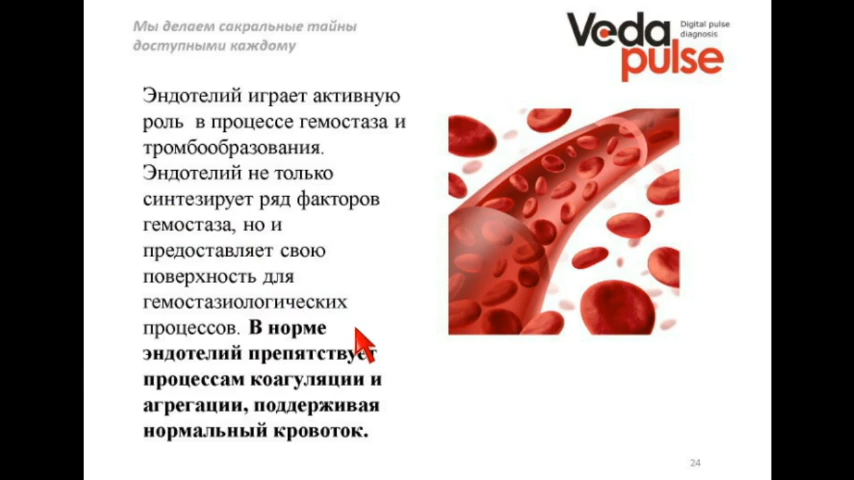 Мы делаем сакральные тайны
доступными каждому
Veda
pulse
Digital pulse
diagnosis
Эндотелий играет активную
роль в процессе гемостаза и
тромбообразования.
Эндотелий не только
синтезирует ряд факторов
гемостаза, но и
предоставляет свою
поверхность для
гемостазиологических
процессов. В норме
эндотелий препятствует
процессам коагуляции и
агрегации, поддерживая
нормальный кровоток.
24